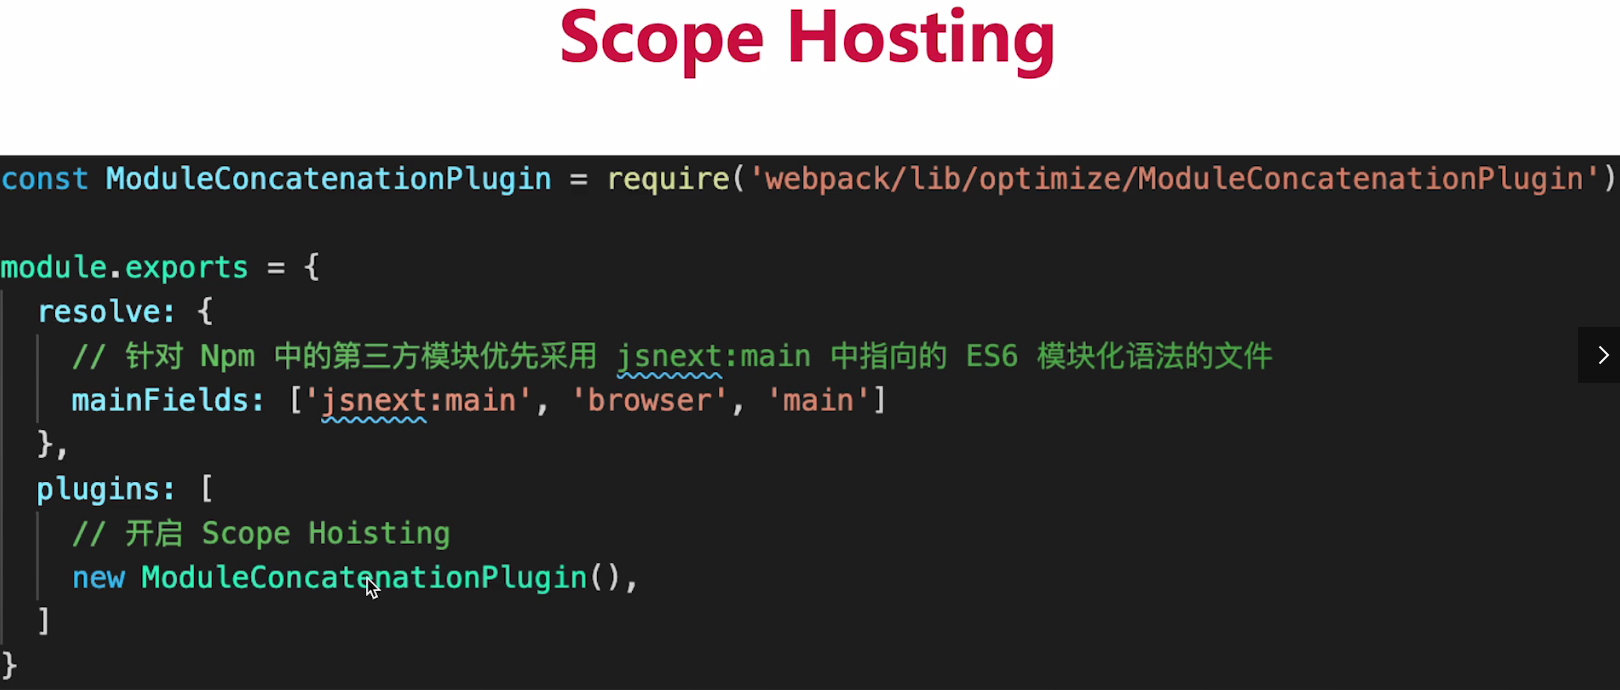 Scope Hosting
const ModuleConcatenationPlugin = require('webpack/lib/optimize/ModuleConcatenationPlugin')
module.exports = {
resolve: {
// 针对 Npm 中的第三方模块优先采用 jsnext:main 中指向的 ES6 模块化语法的文件
mainFields: ['jsnext:main', 'browser', 'main']
},
plugins: [
// 开启 Scope Hoisting
new ModuleConcatenationPlugin(),
]
}